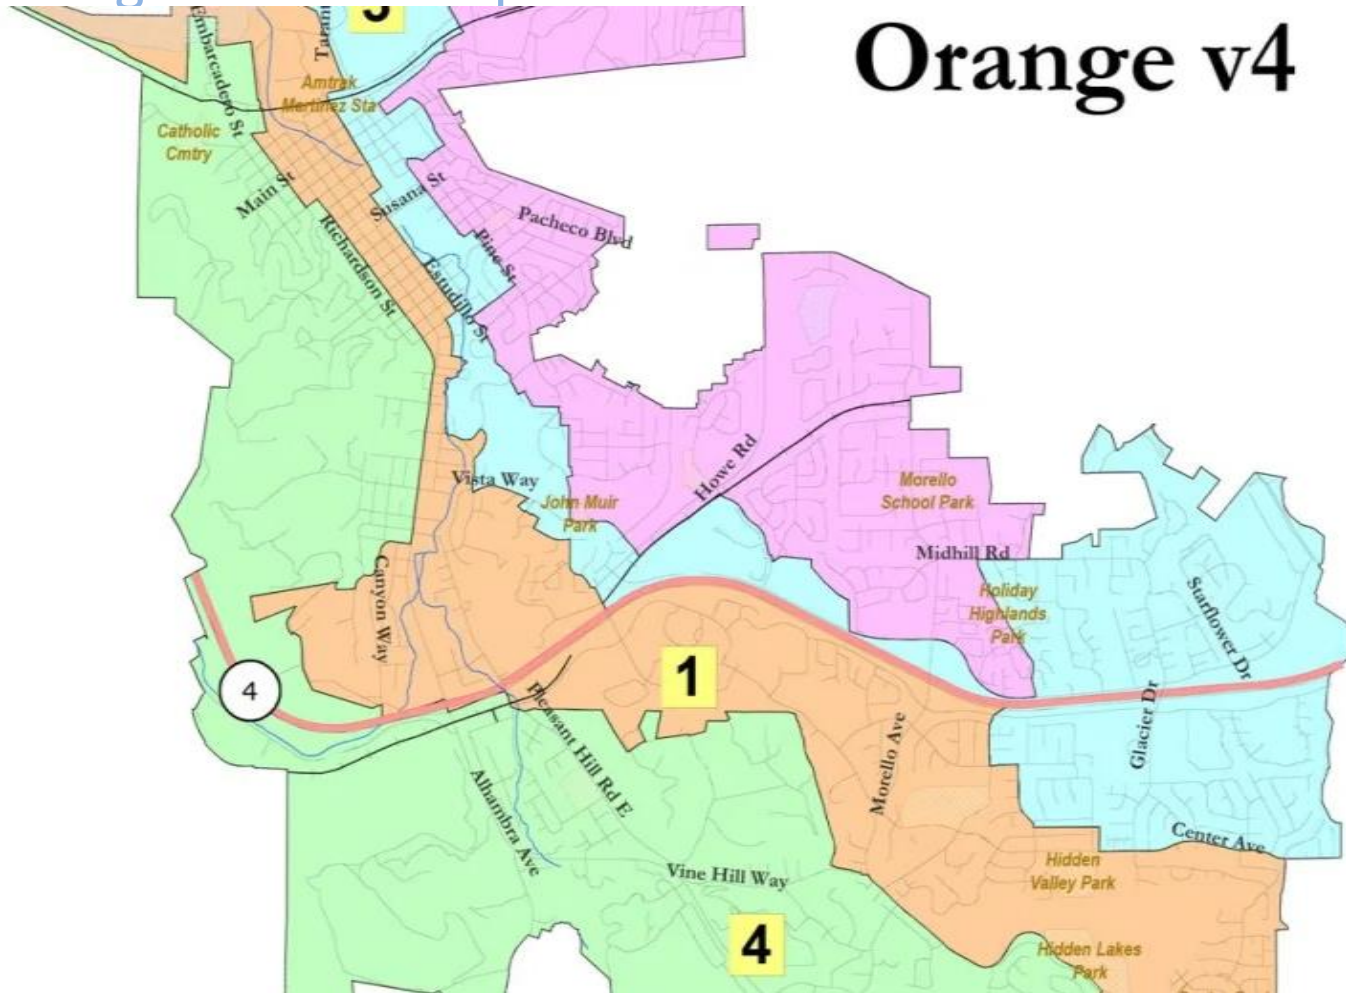 Orange v4
3
Embarcadero St
Amtrak
Martinez Sta
Catholic
Cmtry
Main St
Susana St
Richardson St
Pacheco Blvd
Pine St
Estudillo St
Howe Rd
Vista Way
John Muir
Park
Morello
School Park
Midhill Rd
Canyon Way
Holiday
Highlands
Park
Starflower Dr
4
1
Pleasant Hill Rd E
Glacier Dr
Morello Ave
Alhambra Ave
Center Ave
Vine Hill Way
Hidden
Valley Park
4
Hidden Lakes
Park